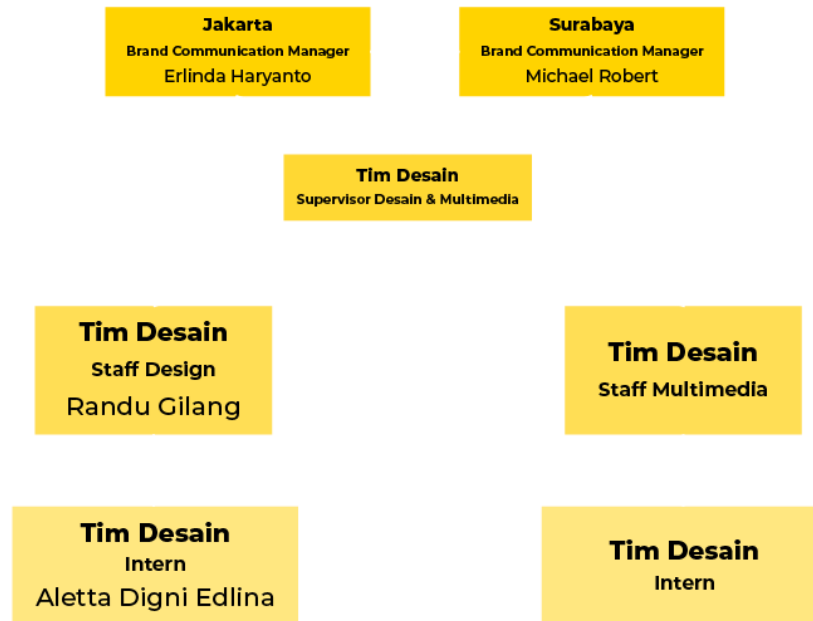 Jakarta
Brand Communication Manager
Erlinda Haryanto
Surabaya
Brand Communication Manager
Michael Robert
Tim Desain
Supervisor Desain & Multimedia
Tim Desain
Staff Design
Randu Gilang
Tim Desain
Staff Multimedia
Tim Desain
Intern
Aletta Digni Edlina
Tim Desain
Intern